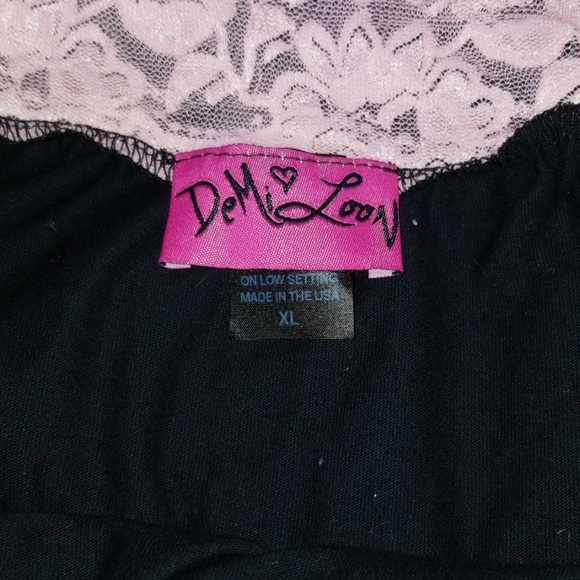 DeMi Loon
ON LOW SETTING
MADE IN THE USA
XL